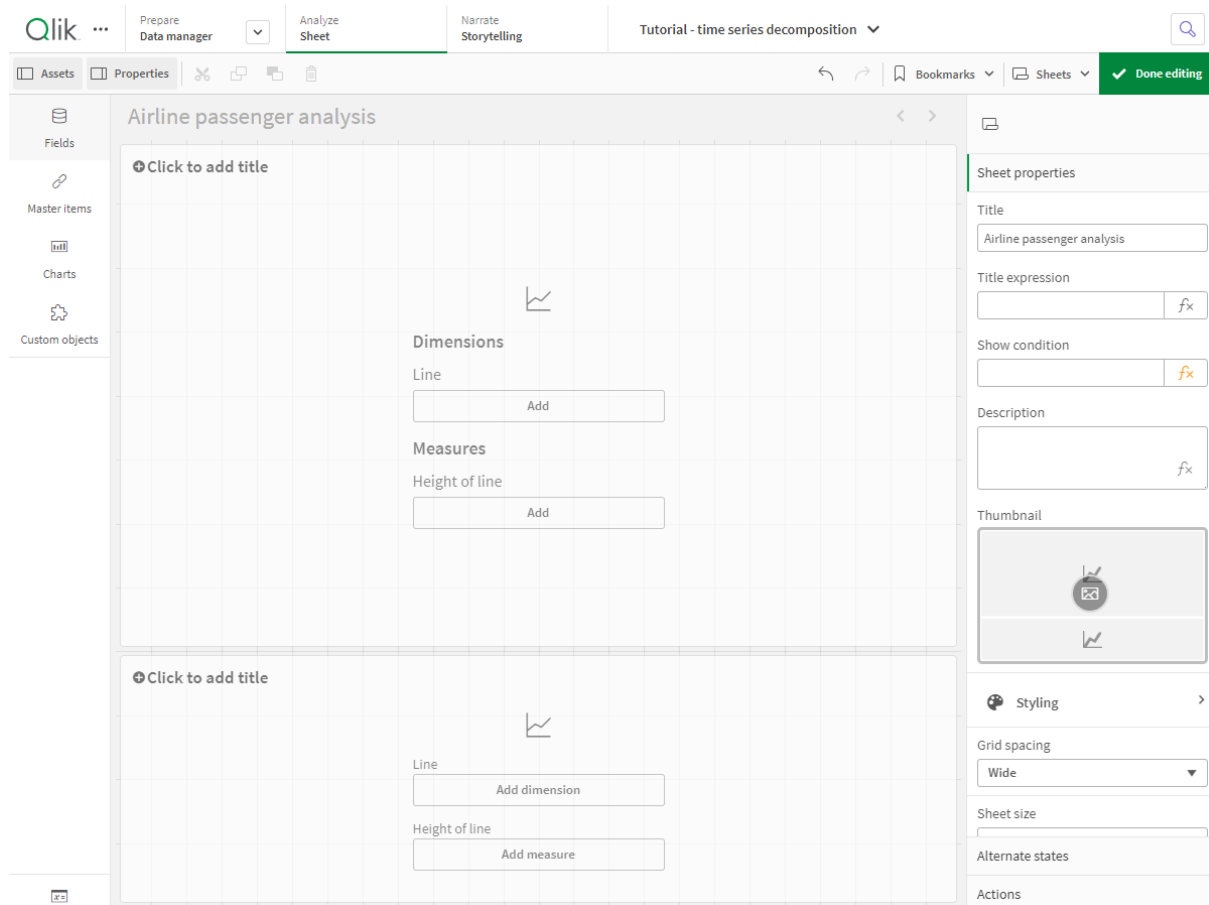 Qlik
Prepare
Data manager
Analyze
Sheet
Narrate
Storytelling
Tutorial - time series decomposition
Assets
Properties
Bookmarks
Sheets
Done editing
Fields
Master items
Charts
Custom objects
Airline passenger analysis
Click to add title
Dimensions
Line
Add
Measures
Height of line
Add
Click to add title
Line
Add dimension
Height of line
Add measure
Sheet properties
Title
Airline passenger analysis
Title expression
fx
Show condition
fx
Description
fx
Thumbnail
Styling
Grid spacing
Wide
Sheet size
Alternate states
Actions
x=